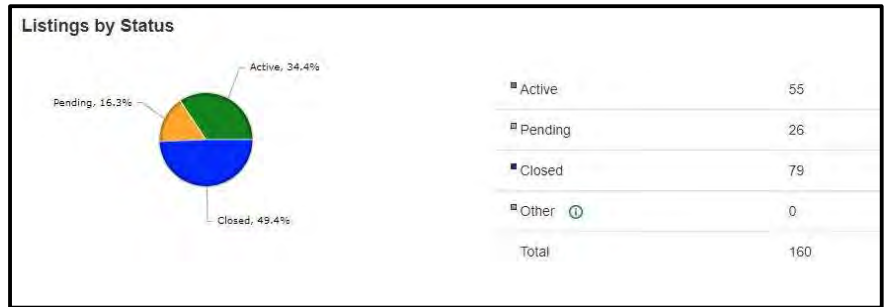 Listings by Status
Active, 34.4%
Pending, 16.3%
Closed, 49.4%
Active 55
Pending 26
Closed 79
Other 0
Total 160